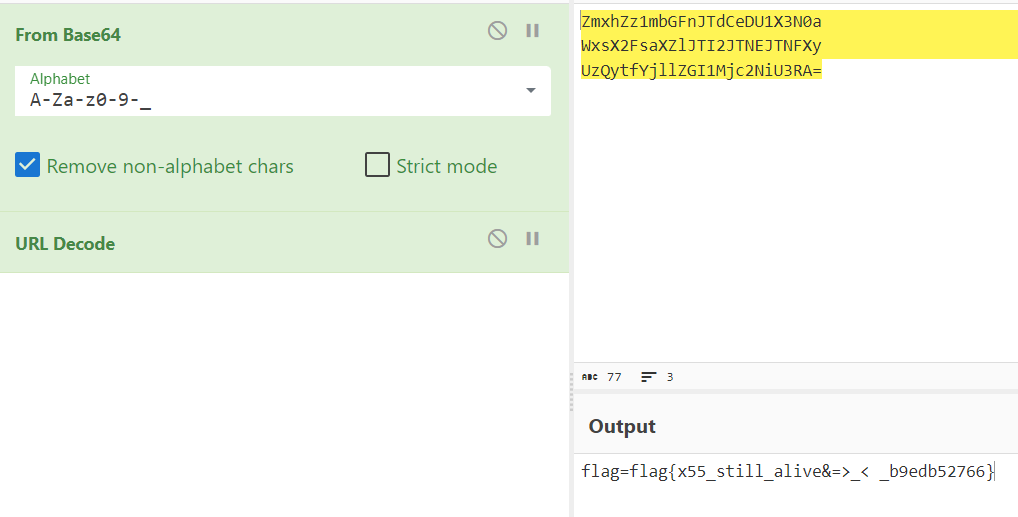 From Base64
Alphabet
A-Za-z0-9-_
Remove non-alphabet chars
Strict mode
URL Decode
ZmxhZz1mbGFnJTdCeDU1X3N0a
WxsX2FsaXZlJTI2JTNEJTNFXy
UzQytfYjllZGI1Mjc2NiU3RA=
ABC 77 3
Output
flag=flag{x55_still_alive&=>_< _b9edb52766}